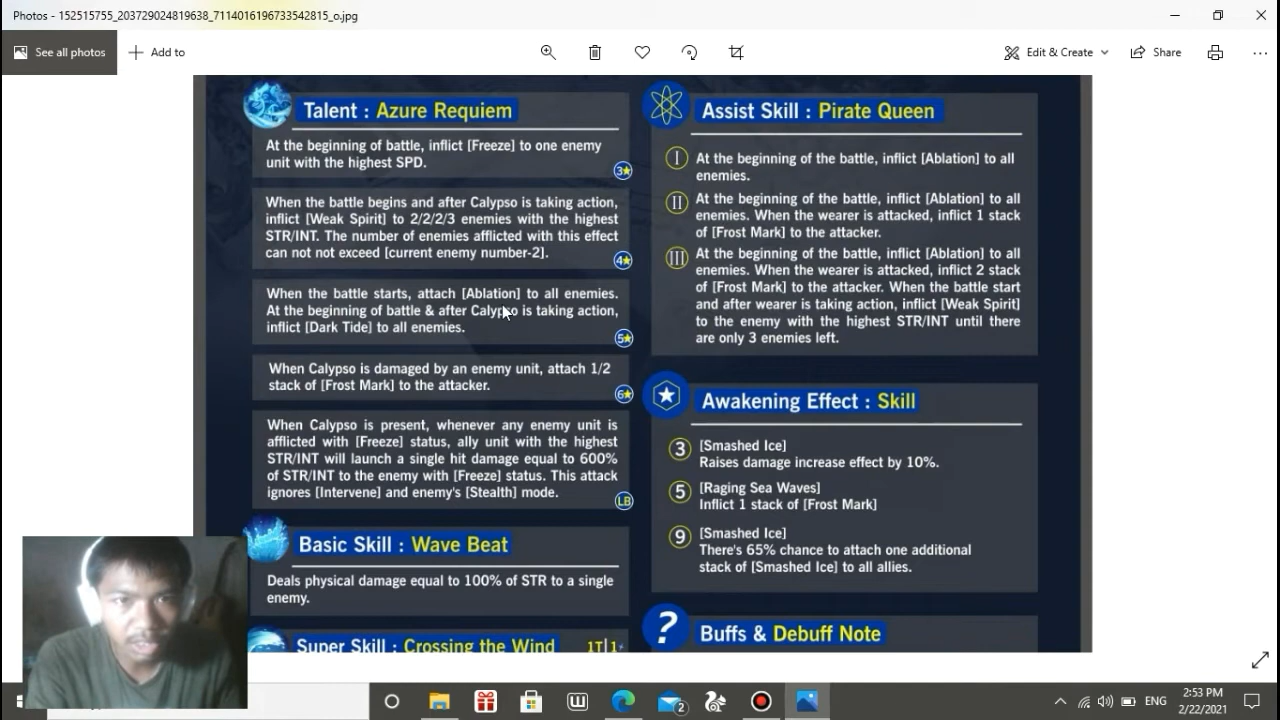 Photos - 152515755_203729024819638_7114016196733542815_o.jpg
See all photos
Add to
Edit & Create
Share
Talent : Azure Requiem
At the beginning of battle, inflict [Freeze] to one enemy
unit with the highest SPD.
3★
When the battle begins and after Calypso is taking action,
inflict [Weak Spirit] to 2/2/2/3 enemies with the highest
STR/INT. The number of enemies afflicted with this effect
can not not exceed [current enemy number-2].
4★
When the battle starts, attach [Ablation] to all enemies.
At the beginning of battle & after Calypso is taking action,
inflict [Dark Tide] to all enemies.
5★
When Calypso is damaged by an enemy unit, attach 1/2
stack of [Frost Mark] to the attacker.
6★
When Calypso is present, whenever any enemy unit is
afflicted with [Freeze] status, ally unit with the highest
STR/INT will launch a single hit damage equal to 600%
of STR/INT to the enemy with [Freeze] status. This attack
ignores [Intervene] and enemy's [Stealth] mode.
LB
Basic Skill : Wave Beat
Deals physical damage equal to 100% of STR to a single
enemy.
Super Skill : Crossing the Wind
1T|1
Assist Skill : Pirate Queen
I
At the beginning of the battle, inflict [Ablation] to all
enemies.
II
At the beginning of the battle, inflict [Ablation] to all
enemies. When the wearer is attacked, inflict 1 stack
of [Frost Mark] to the attacker.
III
At the beginning of the battle, inflict [Ablation] to all
enemies. When the wearer is attacked, inflict 2 stack
of [Frost Mark] to the attacker. When the battle start
and after wearer is taking action, inflict [Weak Spirit]
to the enemy with the highest STR/INT until there
are only 3 enemies left.
Awakening Effect : Skill
3
[Smashed Ice]
Raises damage increase effect by 10%.
5
[Raging Sea Waves]
Inflict 1 stack of [Frost Mark]
9
[Smashed Ice]
There's 65% chance to attach one additional
stack of [Smashed Ice] to all allies.
?
Buffs & Debuff Note
2
ENG
2:53 PM
2/22/2021